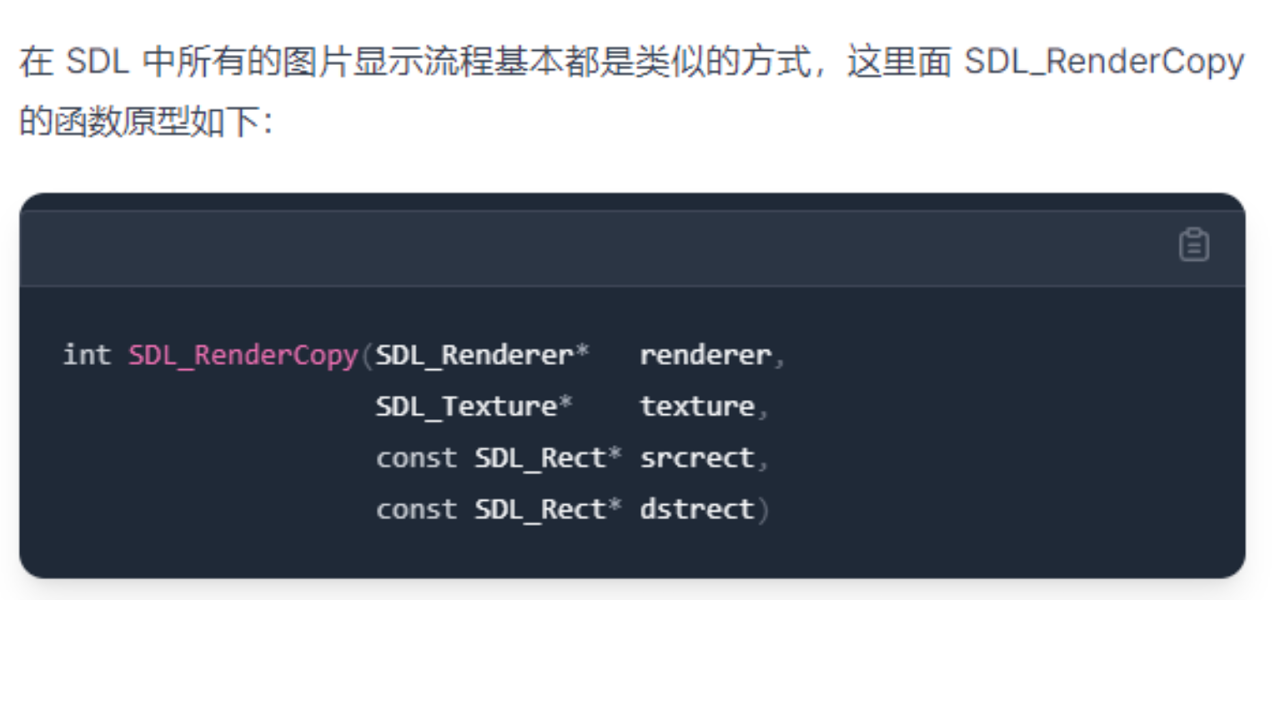 在 SDL 中所有的图片显示流程基本都是类似的方式，这里面 SDL_RenderCopy
的函数原型如下：
int SDL_RenderCopy(SDL_Renderer*   renderer,
                   SDL_Texture*    texture,
                   const SDL_Rect* srcrect,
                   const SDL_Rect* dstrect)